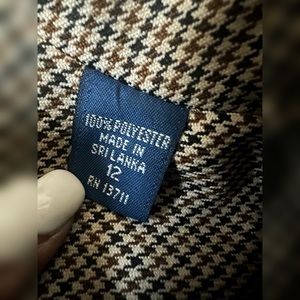 100% POLYESTER
MADE IN
SRI LANKA
12
RN 13711